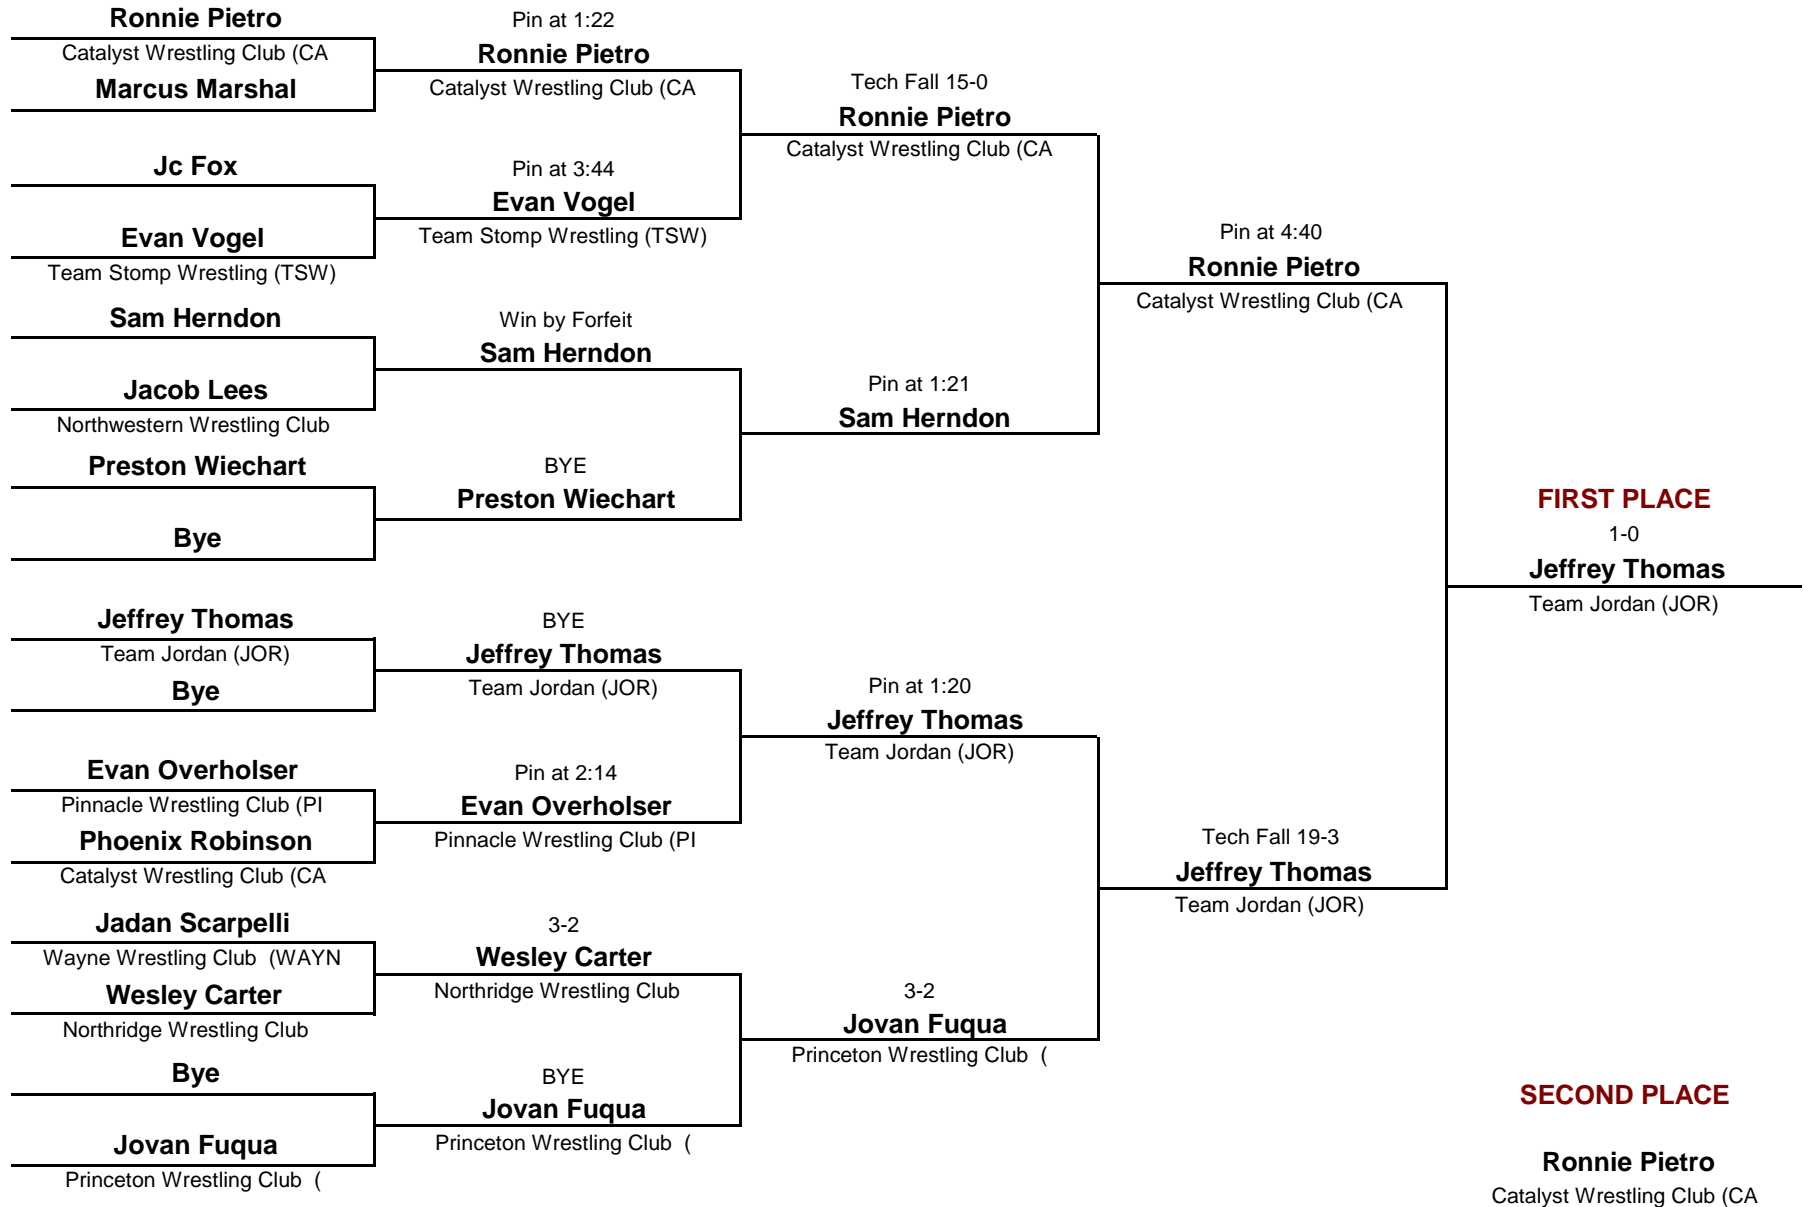 Ronnie Pietro
Catalyst Wrestling Club (CA
Marcus Marshal
Jc Fox
Evan Vogel
Team Stomp Wrestling (TSW)
Sam Herndon
Jacob Lees
Northwestern Wrestling Club
Preston Wiechart
Bye
Jeffrey Thomas
Team Jordan (JOR)
Bye
Evan Overholser
Pinnacle Wrestling Club (PI
Phoenix Robinson
Catalyst Wrestling Club (CA
Jadan Scarpelli
Wayne Wrestling Club  (WAYN
Wesley Carter
Northridge Wrestling Club
Bye
Jovan Fuqua
Princeton Wrestling Club  (
Pin at 1:22
Ronnie Pietro
Catalyst Wrestling Club (CA
Pin at 3:44
Evan Vogel
Team Stomp Wrestling (TSW)
Win by Forfeit
Sam Herndon
BYE
Preston Wiechart
BYE
Jeffrey Thomas
Team Jordan (JOR)
Pin at 2:14
Evan Overholser
Pinnacle Wrestling Club (PI
3-2
Wesley Carter
Northridge Wrestling Club
BYE
Jovan Fuqua
Princeton Wrestling Club  (
Tech Fall 15-0
Ronnie Pietro
Catalyst Wrestling Club (CA
Pin at 1:21
Sam Herndon
Pin at 1:20
Jeffrey Thomas
Team Jordan (JOR)
3-2
Jovan Fuqua
Princeton Wrestling Club  (
Pin at 4:40
Ronnie Pietro
Catalyst Wrestling Club (CA
Tech Fall 19-3
Jeffrey Thomas
Team Jordan (JOR)
FIRST PLACE
1-0
Jeffrey Thomas
Team Jordan (JOR)
SECOND PLACE
Ronnie Pietro
Catalyst Wrestling Club (CA